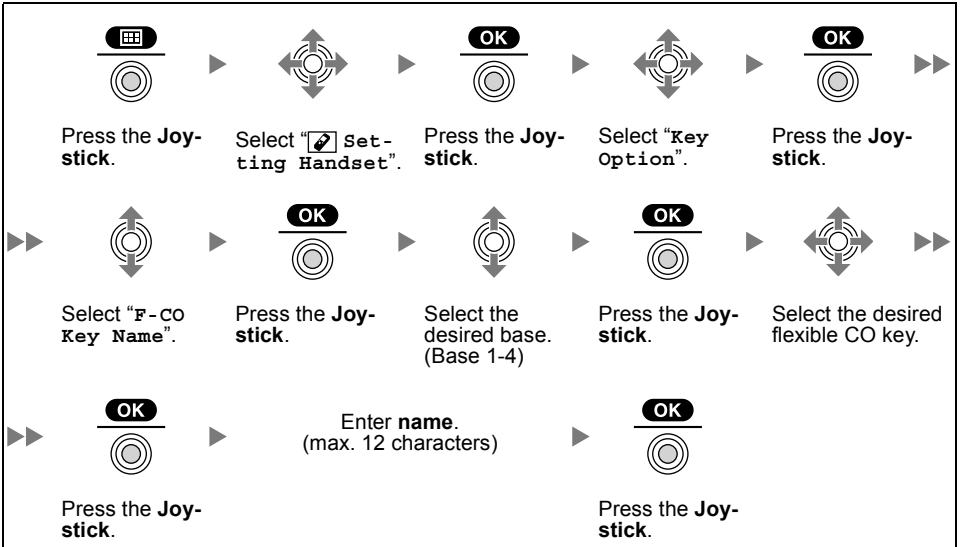 OK OK
Press the Joy- Select " Set- Press the Joy- Select "Key Press the Joy-
stick. ting Handset". stick. Option". stick.
OK OK
Select "F-CO Press the Joy- Select the Press the Joy- Select the desired
Key Name". stick. desired base. stick. flexible CO key.
(Base 1-4)
OK Enter name. OK
(max. 12 characters)
Press the Joy- Press the Joy-
stick. stick.